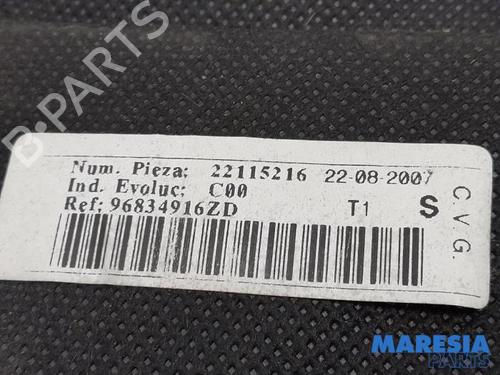 B-PARTS
Num. Pieza: 22115216 22-08-2007
Ind. Evoluc: C00
Ref: 96834916ZD T1 S
C.V.G.
MARESIA
PARTS